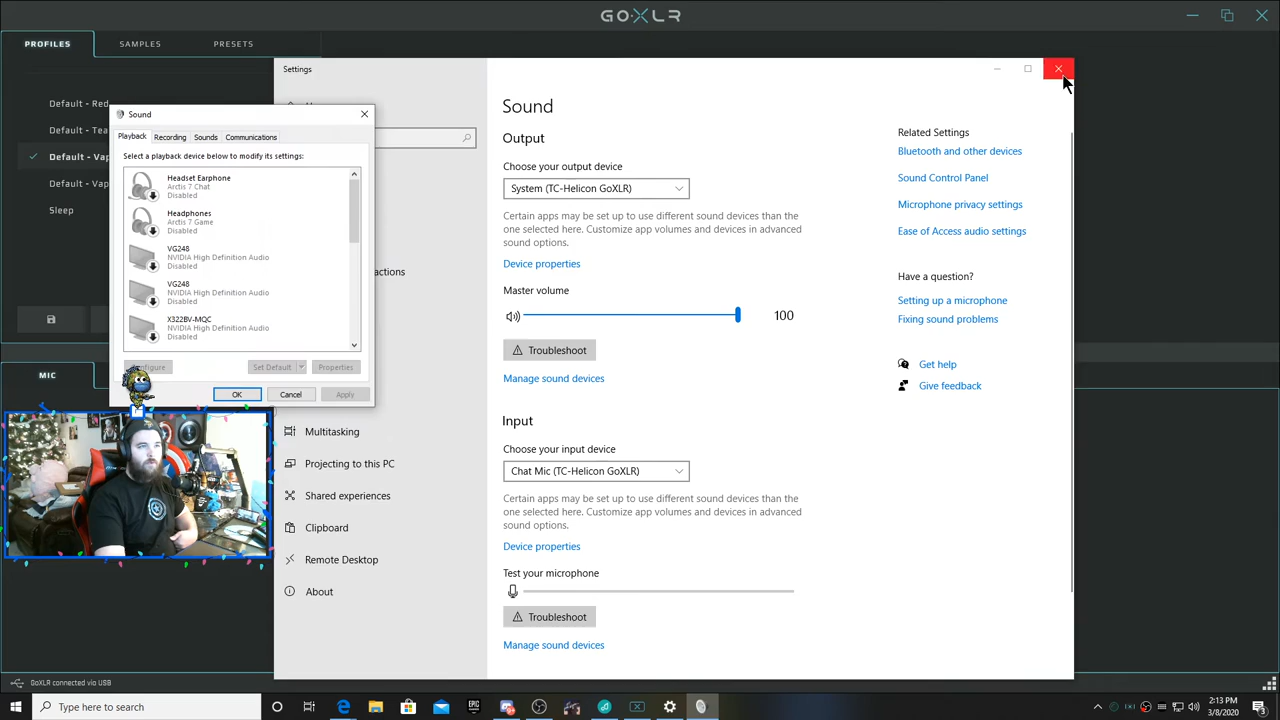 GO XLR
PROFILES
SAMPLES
PRESETS
Default - Red
Default - Tea
Default - Vap
Default - Vap
Sleep
MIC
GoXLR connected via USB
Settings
Sound
Playback
Recording
Sounds
Communications
Select a playback device below to modify its settings:
Headset Earphone
Arctis 7 Chat
Disabled
Headphones
Arctis 7 Game
Disabled
VG248
NVIDIA High Definition Audio
Disabled
VG248
NVIDIA High Definition Audio
Disabled
X322BV-MQC
NVIDIA High Definition Audio
Disabled
Set Default
Properties
OK
Cancel
Apply
actions
Multitasking
Projecting to this PC
Shared experiences
Clipboard
Remote Desktop
About
Sound
Output
Choose your output device
System (TC-Helicon GoXLR)
Certain apps may be set up to use different sound devices than the
one selected here. Customize app volumes and devices in advanced
sound options.
Device properties
Master volume
100
Troubleshoot
Manage sound devices
Input
Choose your input device
Chat Mic (TC-Helicon GoXLR)
Certain apps may be set up to use different sound devices than the
one selected here. Customize app volumes and devices in advanced
sound options.
Device properties
Test your microphone
Troubleshoot
Manage sound devices
Related Settings
Bluetooth and other devices
Sound Control Panel
Microphone privacy settings
Ease of Access audio settings
Have a question?
Setting up a microphone
Fixing sound problems
Get help
Give feedback
Type here to search
EPIC
2:13 PM
3/8/2020